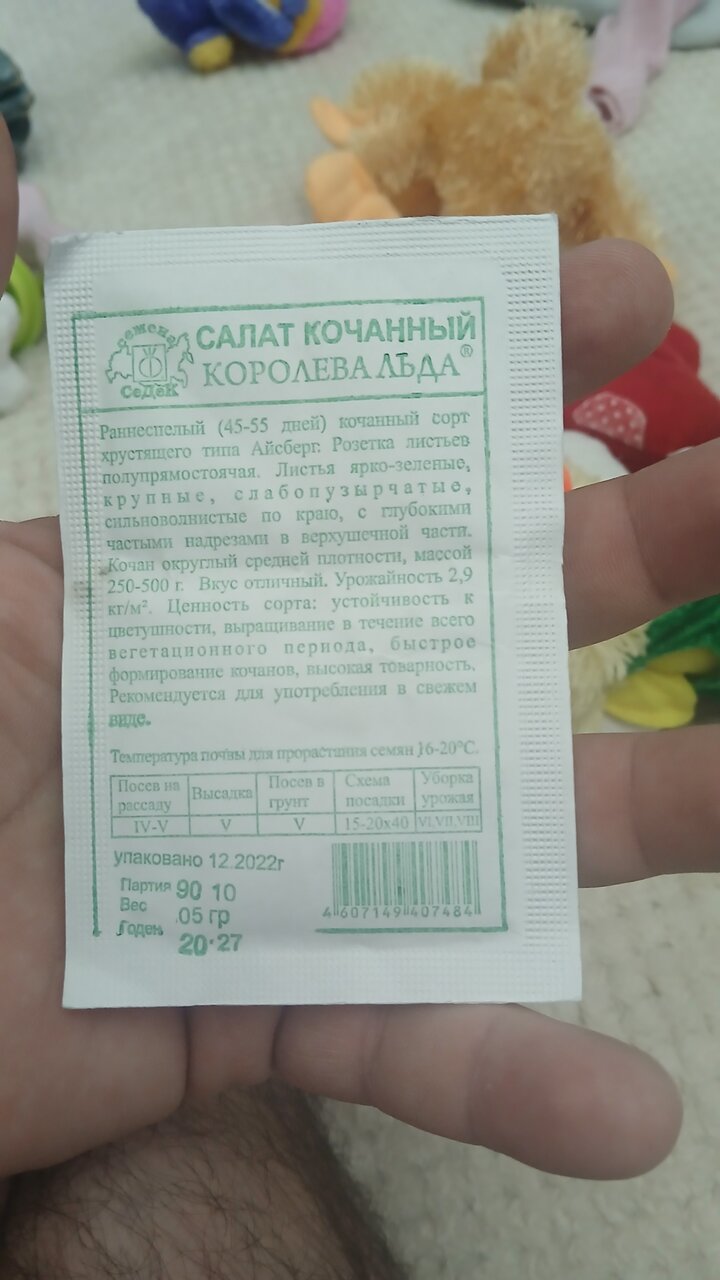 семена
СеДеК
САЛАТ КОЧАННЫЙ
КОРОЛЕВА ЛЬДА®
Раннеспелый (45-55 дней) кочанный сорт
хрустящего типа Айсберг. Розетка листьев
полупрямостоячая. Листья ярко-зеленые,
крупные, слабопузырчатые,
сильноволнистые по краю, с глубокими
частыми надрезами в верхушечной части.
Кочан округлый средней плотности, массой
250-500 г. Вкус отличный. Урожайность 2,9
кг/м². Ценность сорта: устойчивость к
цветушности, выращивание в течение всего
вегетационного периода, быстрое
формирование кочанов, высокая товарность.
Рекомендуется для употребления в свежем
виде.
Температура почвы для прорастания семян 16-20°С.
Посев на рассаду Высадка Посев в грунт Схема посадки Уборка урожая
IV-V V V 15-20х40 VI,VII,VIII
упаковано 12.2022г
Партия 90 10
Вес .05 гр
Годен 20·27
4607149407484